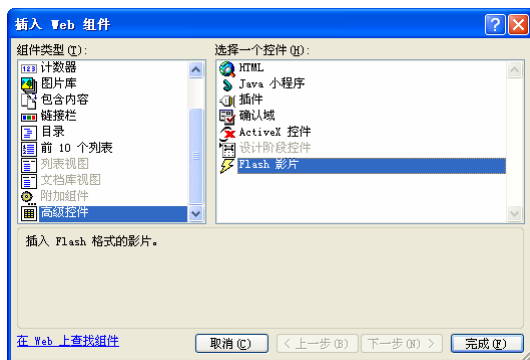 插入 Web 组件
组件类型(T):
计数器
图片库
包含内容
链接栏
目录
前 10 个列表
列表视图
文档库视图
附加组件
高级控件
选择一个控件(H):
HTML
Java 小程序
插件
确认域
ActiveX 控件
设计阶段控件
Flash 影片
插入 Flash 格式的影片。
在 Web 上查找组件
取消(C)
< 上一步(B)
下一步(N) >
完成(F)